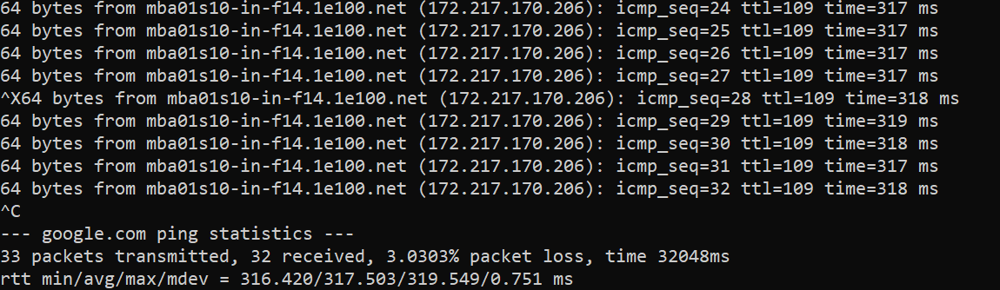 64 bytes from mba01s10-in-f14.1e100.net (172.217.170.206): icmp_seq=24 ttl=109 time=317 ms
64 bytes from mba01s10-in-f14.1e100.net (172.217.170.206): icmp_seq=25 ttl=109 time=317 ms
64 bytes from mba01s10-in-f14.1e100.net (172.217.170.206): icmp_seq=26 ttl=109 time=317 ms
64 bytes from mba01s10-in-f14.1e100.net (172.217.170.206): icmp_seq=27 ttl=109 time=317 ms
^X64 bytes from mba01s10-in-f14.1e100.net (172.217.170.206): icmp_seq=28 ttl=109 time=318 ms
64 bytes from mba01s10-in-f14.1e100.net (172.217.170.206): icmp_seq=29 ttl=109 time=319 ms
64 bytes from mba01s10-in-f14.1e100.net (172.217.170.206): icmp_seq=30 ttl=109 time=318 ms
64 bytes from mba01s10-in-f14.1e100.net (172.217.170.206): icmp_seq=31 ttl=109 time=317 ms
64 bytes from mba01s10-in-f14.1e100.net (172.217.170.206): icmp_seq=32 ttl=109 time=318 ms
^C
--- google.com ping statistics ---
33 packets transmitted, 32 received, 3.0303% packet loss, time 32048ms
rtt min/avg/max/mdev = 316.420/317.503/319.549/0.751 ms